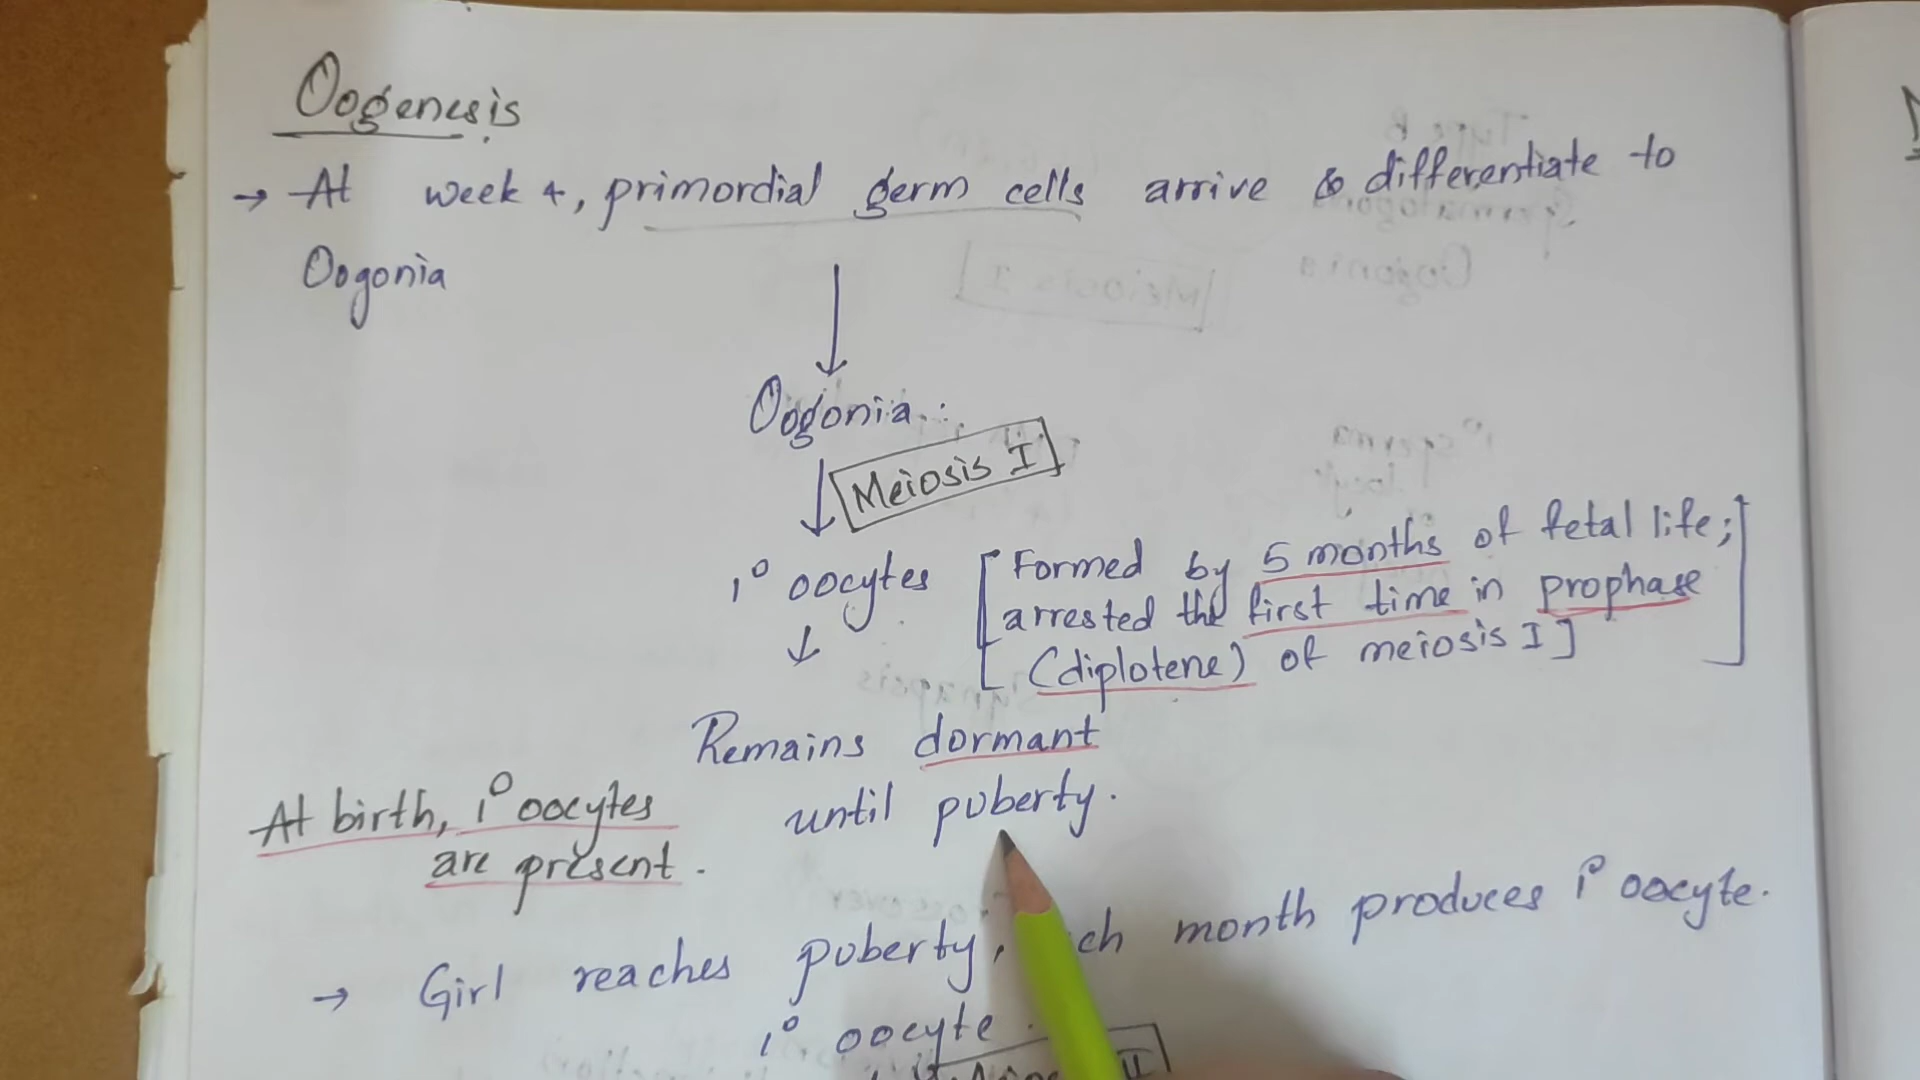 Oogenesis
→ At week 4, primordial germ cells arrive & differentiate to
Oogonia
Oogonia
Meiosis I
1° oocytes [Formed by 5 months of fetal life;
arrested the first time in prophase
(diplotene) of meiosis I]
Remains dormant
until puberty.
At birth, 1° oocytes
are present.
→ Girl reaches puberty, month produces 1° oocyte.
1° oocyte